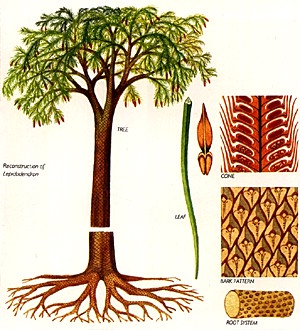 TREE
Reconstruction of
Lepidodendron
LEAF
CONE
BARK PATTERN
ROOT SYSTEM